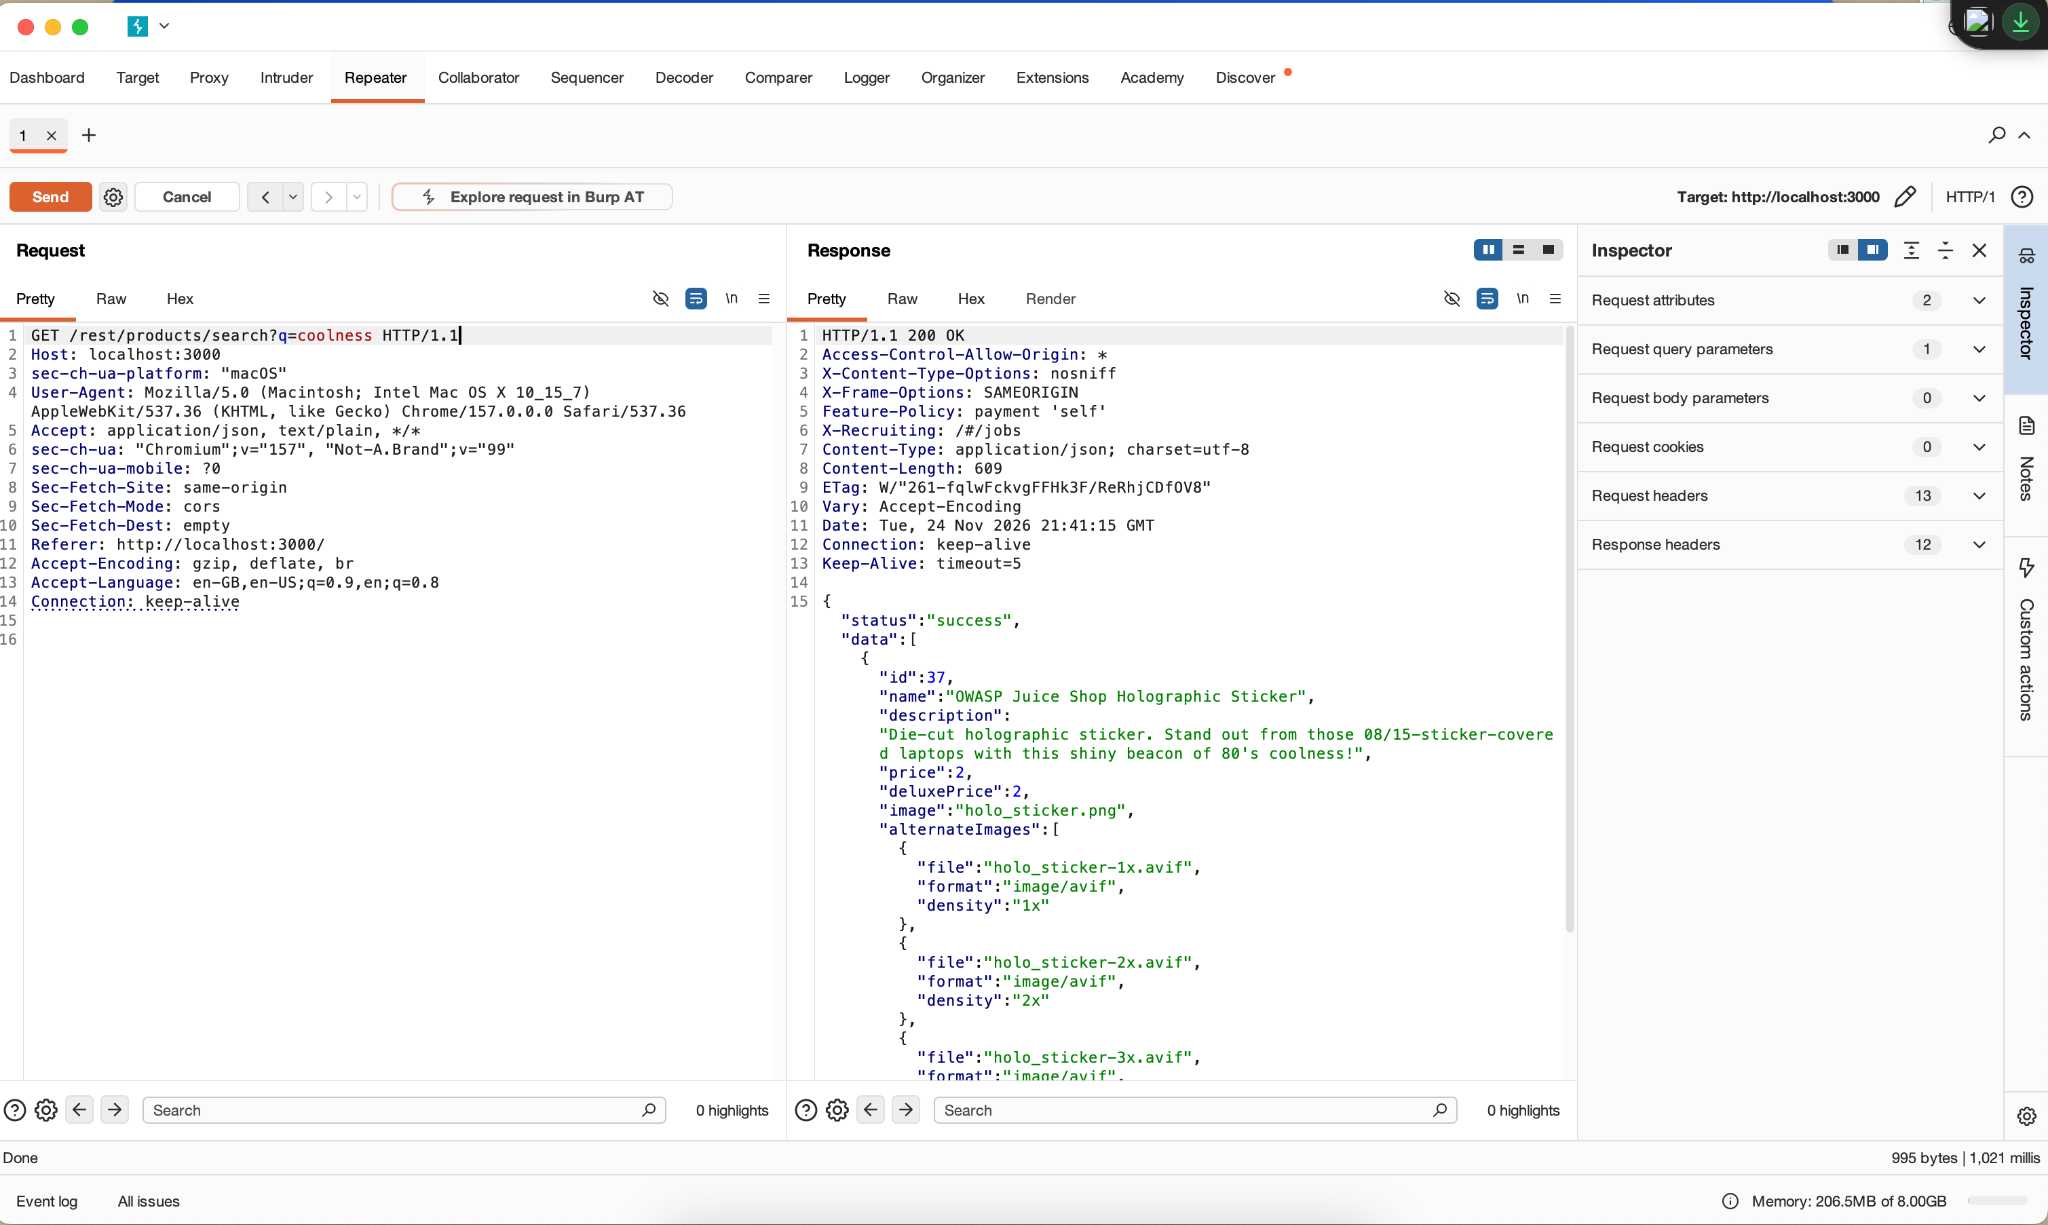 Dashboard Target Proxy Intruder Repeater Collaborator Sequencer Decoder Comparer Logger Organizer Extensions Academy Discover
1
Send Cancel Explore request in Burp AT Target: http://localhost:3000 HTTP/1
Request
Pretty Raw Hex \n
1 GET /rest/products/search?q=coolness HTTP/1.1
2 Host: localhost:3000
3 sec-ch-ua-platform: "macOS"
4 User-Agent: Mozilla/5.0 (Macintosh; Intel Mac OS X 10_15_7)
AppleWebKit/537.36 (KHTML, like Gecko) Chrome/157.0.0.0 Safari/537.36
5 Accept: application/json, text/plain, */*
6 sec-ch-ua: "Chromium";v="157", "Not-A.Brand";v="99"
7 sec-ch-ua-mobile: ?0
8 Sec-Fetch-Site: same-origin
9 Sec-Fetch-Mode: cors
10 Sec-Fetch-Dest: empty
11 Referer: http://localhost:3000/
12 Accept-Encoding: gzip, deflate, br
13 Accept-Language: en-GB,en-US;q=0.9,en;q=0.8
14 Connection: keep-alive
15
16
Search 0 highlights
Response
Pretty Raw Hex Render \n
1 HTTP/1.1 200 OK
2 Access-Control-Allow-Origin: *
3 X-Content-Type-Options: nosniff
4 X-Frame-Options: SAMEORIGIN
5 Feature-Policy: payment 'self'
6 X-Recruiting: /#/jobs
7 Content-Type: application/json; charset=utf-8
8 Content-Length: 609
9 ETag: W/"261-fqlwFckvgFFHk3F/ReRhjCDfOV8"
10 Vary: Accept-Encoding
11 Date: Tue, 24 Nov 2026 21:41:15 GMT
12 Connection: keep-alive
13 Keep-Alive: timeout=5
14
15 {
"status":"success",
"data":[
{
"id":37,
"name":"OWASP Juice Shop Holographic Sticker",
"description":
"Die-cut holographic sticker. Stand out from those 08/15-sticker-covere
d laptops with this shiny beacon of 80's coolness!",
"price":2,
"deluxePrice":2,
"image":"holo_sticker.png",
"alternateImages":[
{
"file":"holo_sticker-1x.avif",
"format":"image/avif",
"density":"1x"
},
{
"file":"holo_sticker-2x.avif",
"format":"image/avif",
"density":"2x"
},
{
"file":"holo_sticker-3x.avif",
"format":"image/avif",
Search 0 highlights
Inspector
Request attributes 2
Request query parameters 1
Request body parameters 0
Request cookies 0
Request headers 13
Response headers 12
Inspector
Notes
Custom actions
Done 995 bytes | 1,021 millis
Event log All issues Memory: 206.5MB of 8.00GB